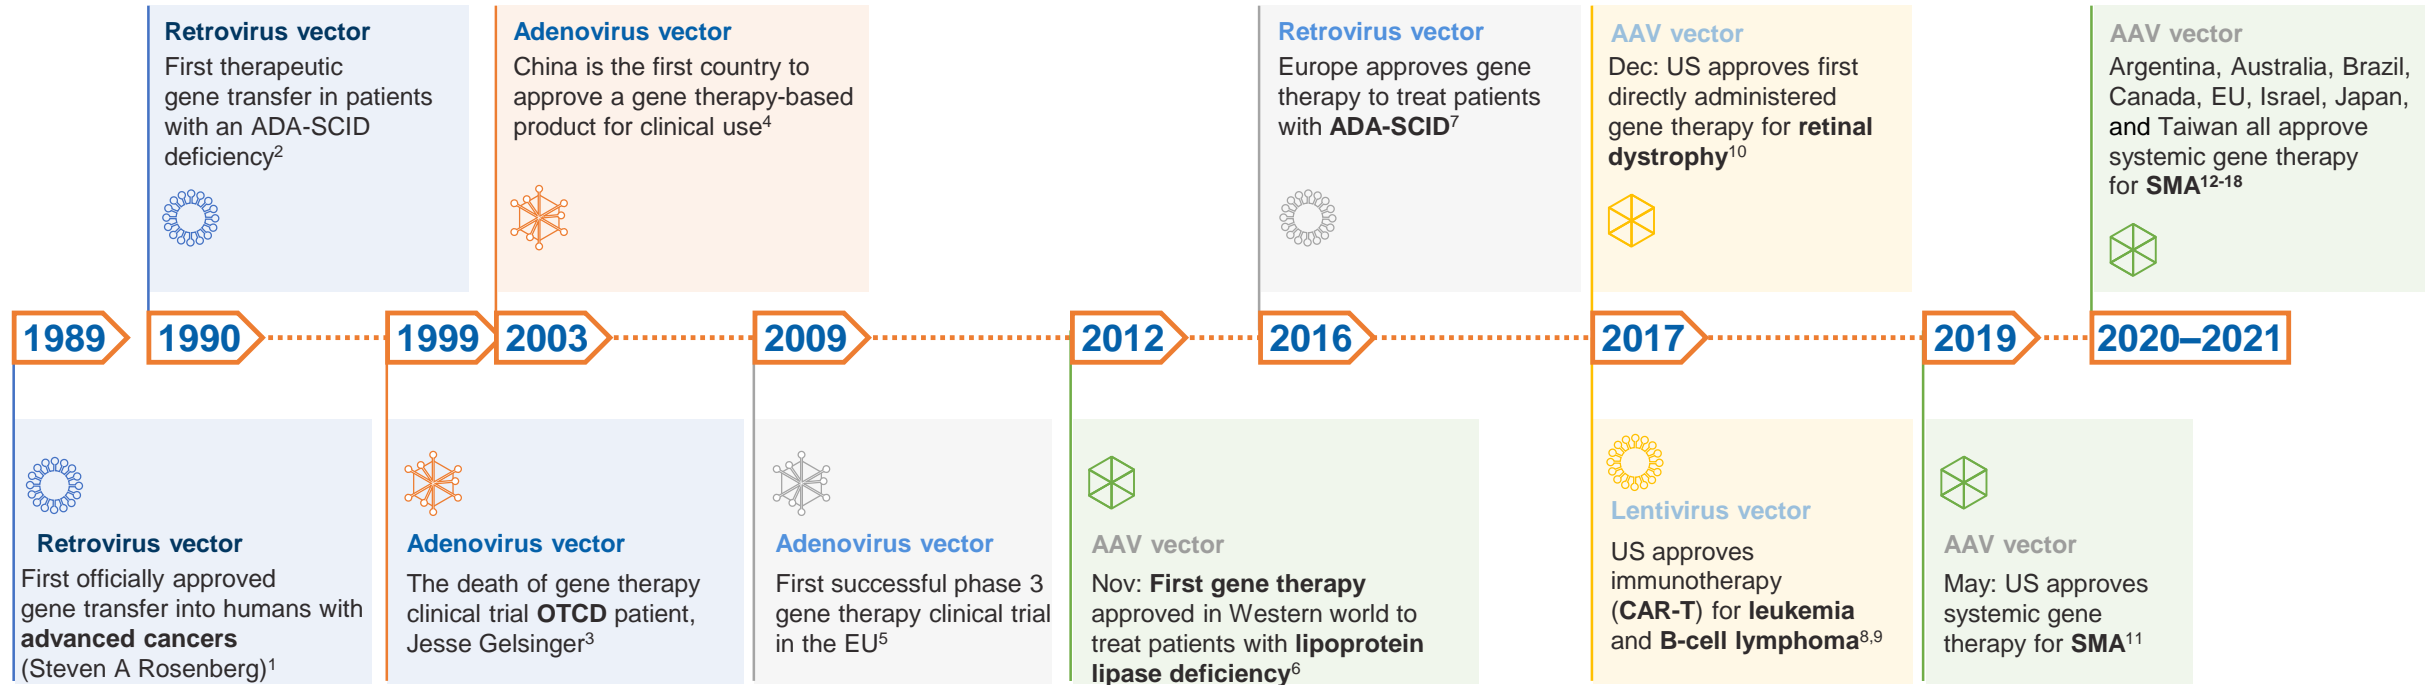 Retrovirus vector
First therapeutic
gene transfer in patients
with an ADA-SCID
deficiency2
Adenovirus vector
China is the first country to
approve a gene therapy-based
product for clinical use4
Retrovirus vector
Europe approves gene
therapy to treat patients
with ADA-SCID7
AAV vector
Dec: US approves first
directly administered
gene therapy for retinal
dystrophy10
AAV vector
Argentina, Australia, Brazil,
Canada, EU, Israel, Japan,
and Taiwan all approve
systemic gene therapy
for SMA12-18
1989
1990
1999
2003
2009
2012
2016
2017
2019
2020–2021
Retrovirus vector
First officially approved
gene transfer into humans with
advanced cancers
(Steven A Rosenberg)1
Adenovirus vector
The death of gene therapy
clinical trial OTCD patient,
Jesse Gelsinger3
Adenovirus vector
First successful phase 3
gene therapy clinical trial
in the EU5
AAV vector
Nov: First gene therapy
approved in Western world to
treat patients with lipoprotein
lipase deficiency6
Lentivirus vector
US approves
immunotherapy
(CAR-T) for leukemia
and B-cell lymphoma8,9
AAV vector
May: US approves
systemic gene
therapy for SMA11